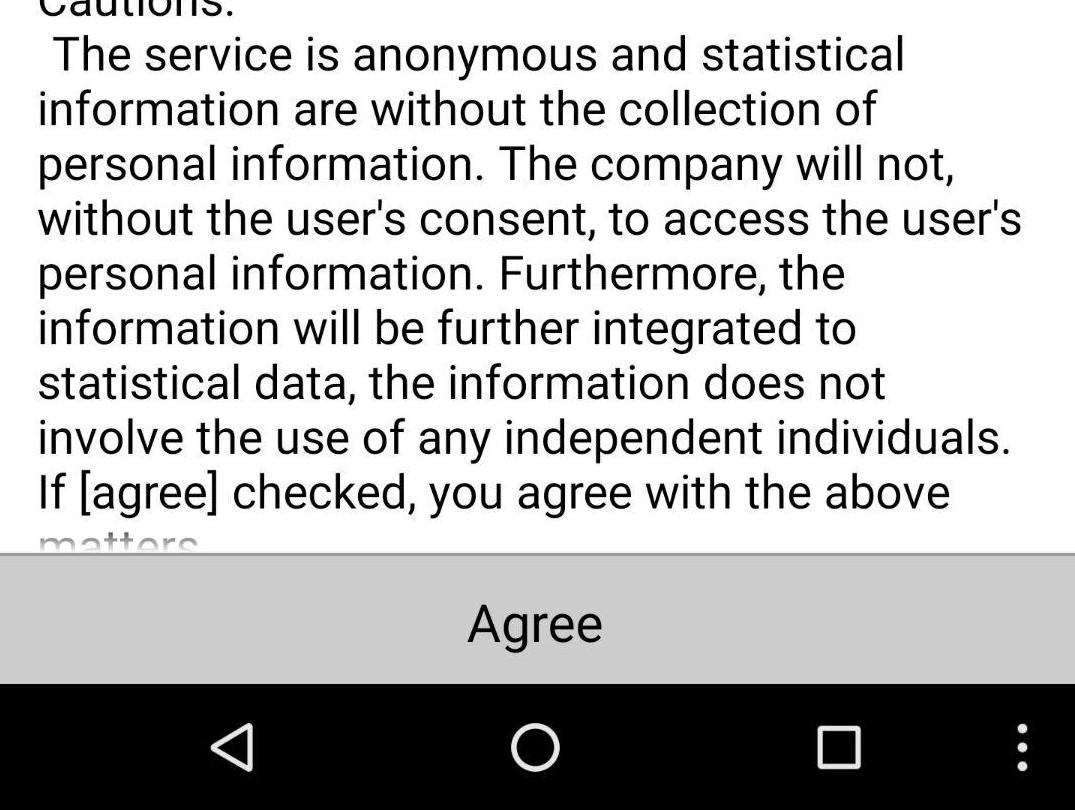 Cautions:
The service is anonymous and statistical
information are without the collection of
personal information. The company will not,
without the user's consent, to access the user's
personal information. Furthermore, the
information will be further integrated to
statistical data, the information does not
involve the use of any independent individuals.
If [agree] checked, you agree with the above
matters
Agree